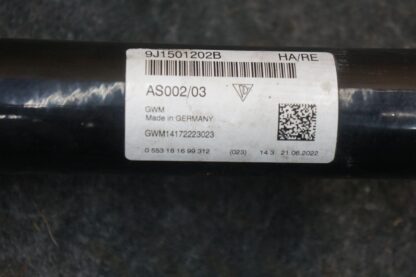 9J1501202B HA/RE
AS002/03
GWM
Made in GERMANY
GWM14172223023
0 553 16 16 99 312 (023) 14 3 21.06.2022